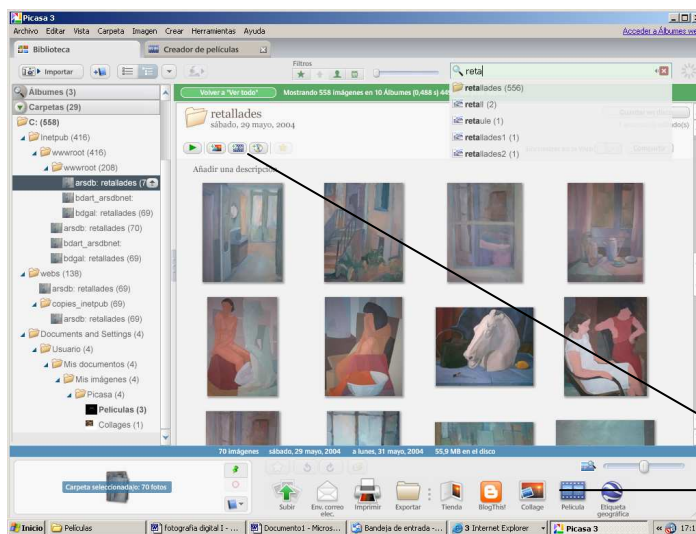 Picasa 3
Archivo Editar Vista Carpeta Imagen Crear Herramientas Ayuda
Acceder a Álbumes we
Biblioteca
Creador de películas
Importar
Filtros
reta
Álbumes (3)
Carpetas (29)
C: (558)
Inetpub (416)
wwwroot (416)
wwwroot (208)
arsdb: retallades (7
bdart_arsdbnet:
bdgal: retallades (69)
arsdb: retallades (70)
bdart_arsdbnet:
bdgal: retallades (69)
webs (138)
arsdb: retallades (69)
copies_inetpub (69)
arsdb: retallades (69)
Documents and Settings (4)
Usuario (4)
Mis documentos (4)
Mis imágenes (4)
Picasa (4)
Películas (3)
Collages (1)
Volver a "Ver todo"
Mostrando 558 imágenes en 10 Álbumes (0,488 s) 44
retallades (556)
retall (2)
retaule (1)
retallades1 (1)
retallades2 (1)
retallades
sábado, 29 mayo, 2004
Añadir una descripción
70 imágenes sábado, 29 mayo, 2004 a lunes, 31 mayo, 2004 55,9 MB en el disco
Carpeta seleccionada/o: 70 fotos
Subir
Env. correo elec.
Imprimir
Exportar
Tienda
BlogThis!
Collage
Película
Etiqueta geográfica
Inicio
Películas
fotografia digital I - ...
Documento1 - Micros...
Bandeja de entrada -...
3 Internet Explorer
Picasa 3
17:1